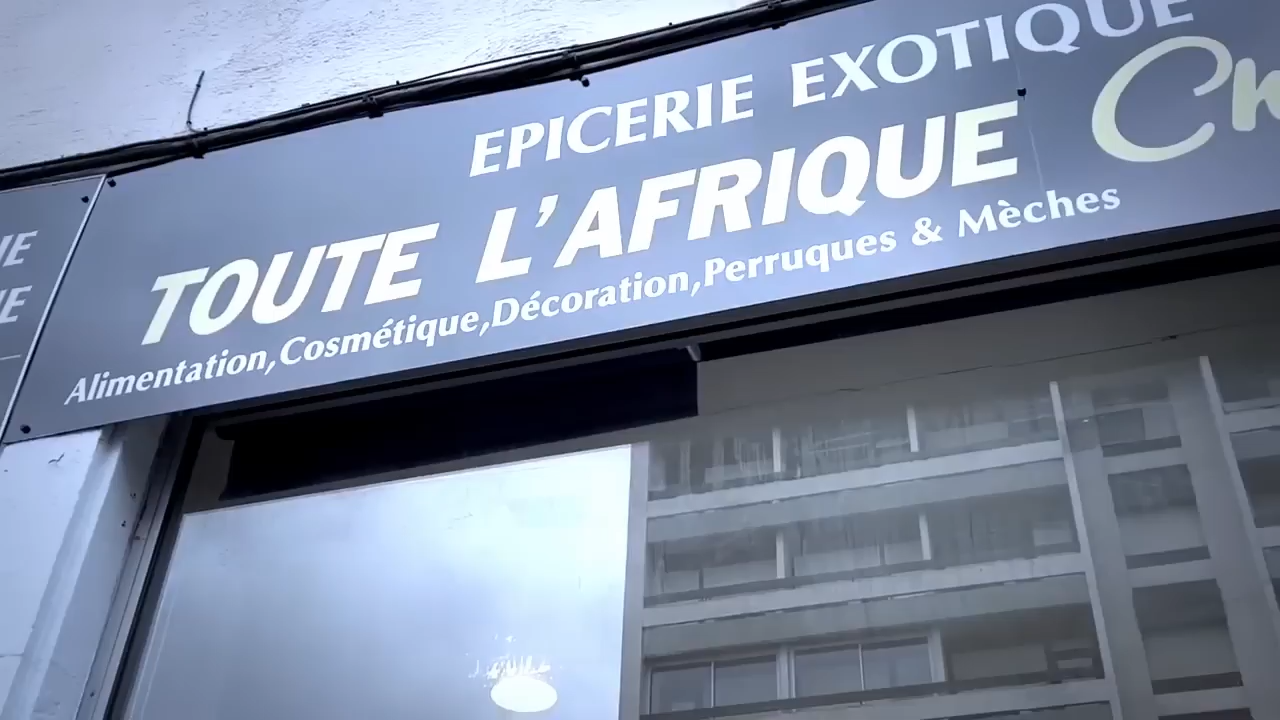 EPICERIE EXOTIQUE
TOUTE L'AFRIQUE
Alimentation,Cosmétique,Décoration,Perruques & Mèches